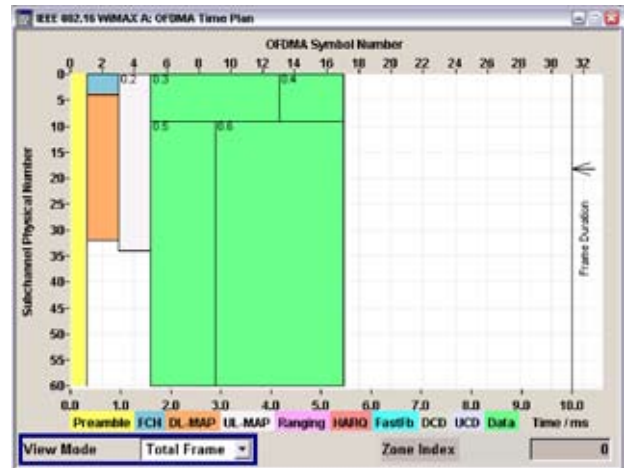 IEEE 802.16 WiMAX A: OFDMA Time Plan
OFDMA Symbol Number
0 2 4 6 8 10 12 14 16 18 20 22 24 26 28 30 32
Subchannel Physical Number
0
5
10
15
20
25
30
35
40
45
50
55
60
0.2 0.3 0.4
0.5 0.6
Frame Duration
0.0 1.0 2.0 3.0 4.0 5.0 6.0 7.0 8.0 9.0 10.0
Preamble FCH DL-MAP UL-MAP Ranging HARQ FastFb DCD UCD Data Time / ms
View Mode Total Frame Zone Index 0